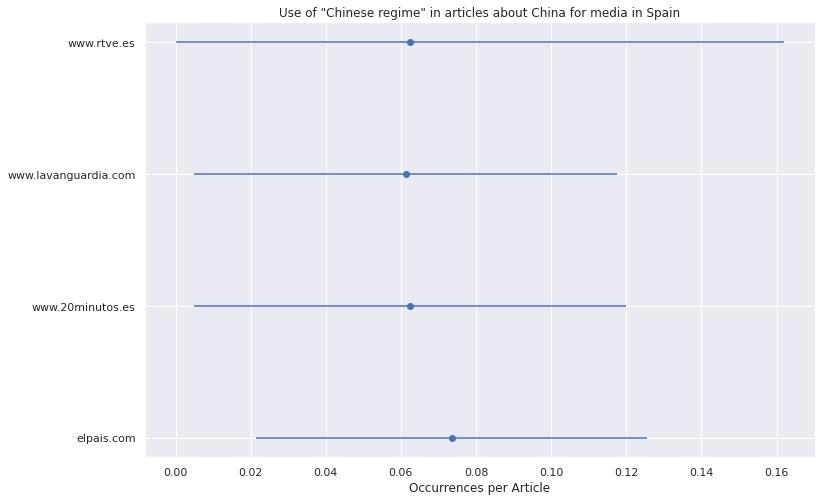 Use of "Chinese regime" in articles about China for media in Spain
www.rtve.es
www.lavanguardia.com
www.20minutos.es
elpais.com
0.00 0.02 0.04 0.06 0.08 0.10 0.12 0.14 0.16
Occurrences per Article